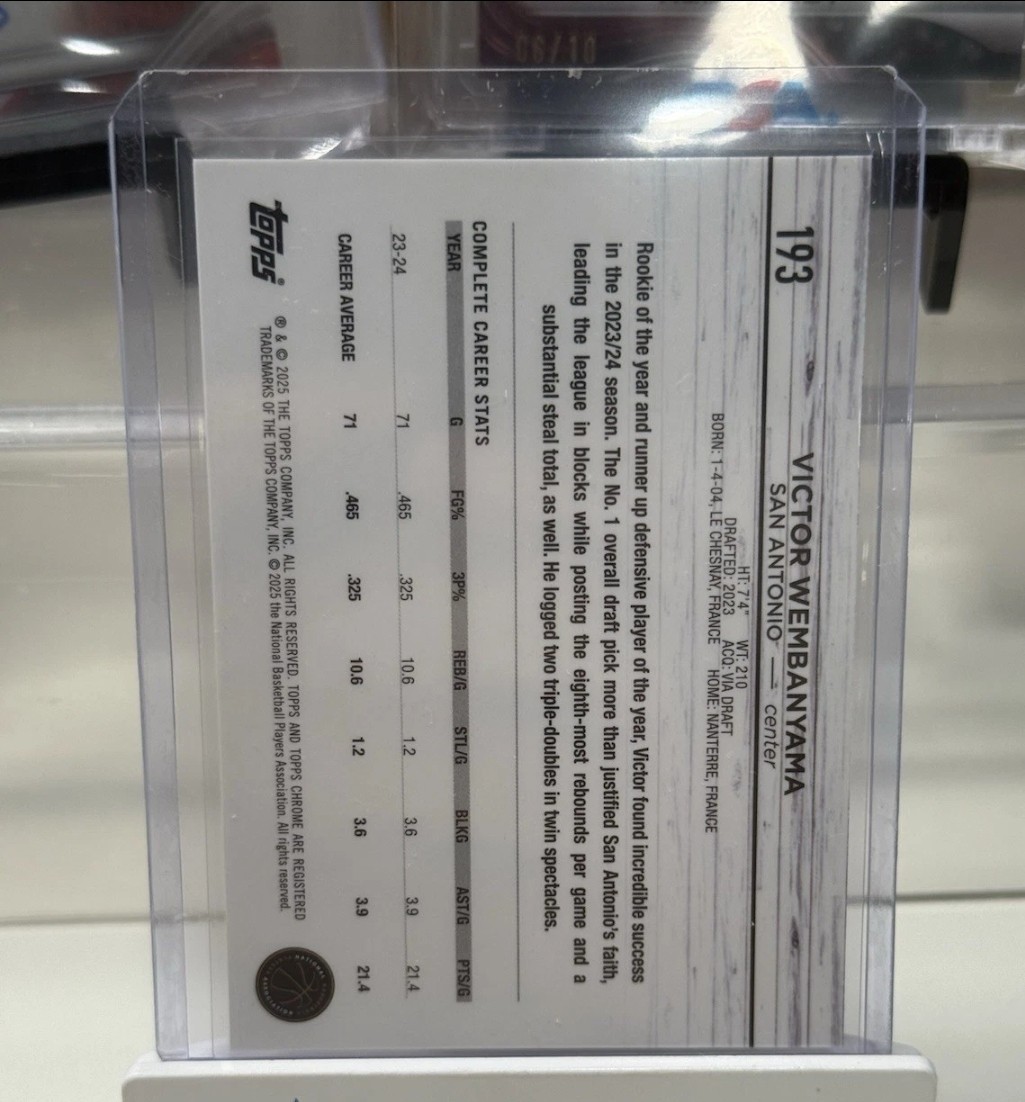 06/10
193
VICTOR WEMBANYAMA
SAN ANTONIO — center
HT: 7'4" WT: 210
DRAFTED: 2023 ACQ: VIA DRAFT
BORN: 1-4-04, LE CHESNAY, FRANCE HOME: NANTERRE, FRANCE
Rookie of the year and runner up defensive player of the year, Victor found incredible success
in the 2023/24 season. The No. 1 overall draft pick more than justified San Antonio's faith,
leading the league in blocks while posting the eighth-most rebounds per game and a
substantial steal total, as well. He logged two triple-doubles in twin spectacles.
COMPLETE CAREER STATS
YEAR G FG% 3P% REB/G STL/G BLKG AST/G PTS/G
23-24 71 .465 .325 10.6 1.2 3.6 3.9 21.4
CAREER AVERAGE 71 .465 .325 10.6 1.2 3.6 3.9 21.4
topps®
® & © 2025 THE TOPPS COMPANY, INC. ALL RIGHTS RESERVED. TOPPS AND TOPPS CHROME ARE REGISTERED
TRADEMARKS OF THE TOPPS COMPANY, INC. © 2025 the National Basketball Players Association. All rights reserved.